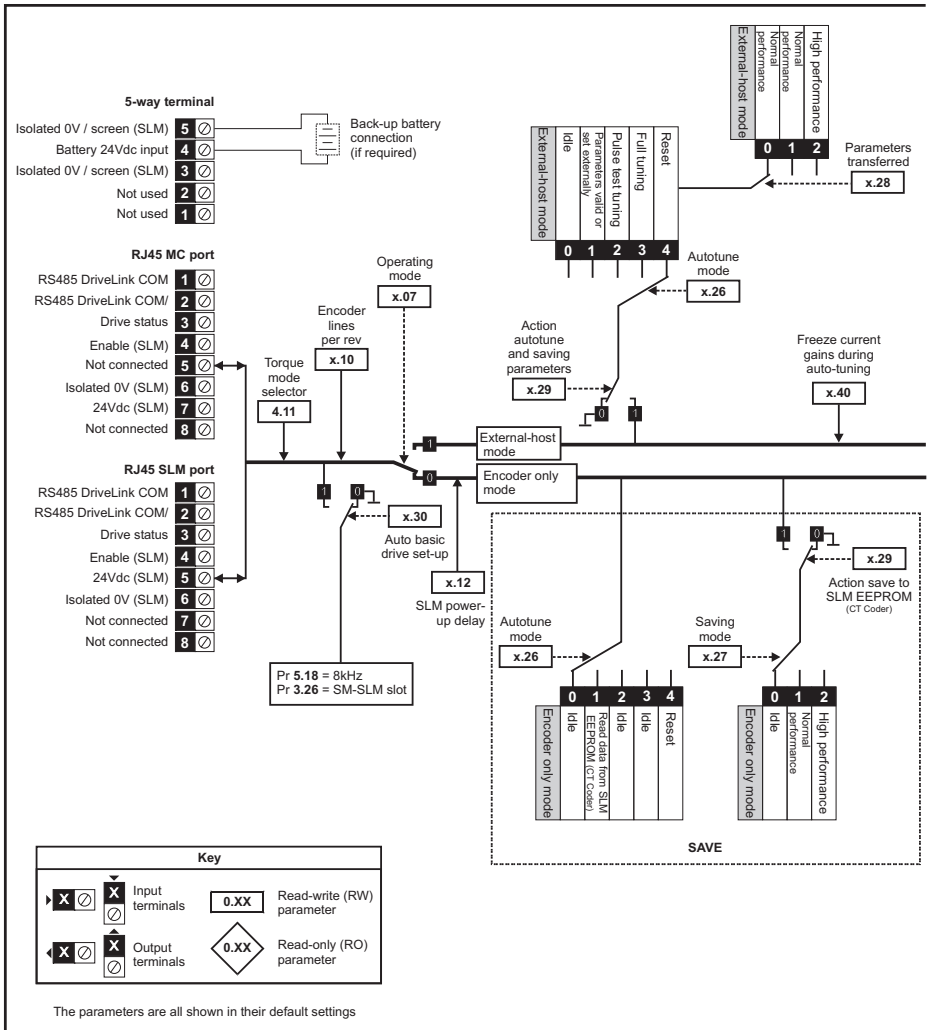 5-way terminal
Isolated 0V / screen (SLM) 5
Battery 24Vdc input 4
Isolated 0V / screen (SLM) 3
Not used 2
Not used 1
Back-up battery
connection
(if required)
RJ45 MC port
RS485 DriveLink COM 1
RS485 DriveLink COM/ 2
Drive status 3
Enable (SLM) 4
Not connected 5
Isolated 0V (SLM) 6
24Vdc (SLM) 7
Not connected 8
RJ45 SLM port
RS485 DriveLink COM 1
RS485 DriveLink COM/ 2
Drive status 3
Enable (SLM) 4
24Vdc (SLM) 5
Isolated 0V (SLM) 6
Not connected 7
Not connected 8
Torque
mode
selector
4.11
Encoder
lines
per rev
x.10
Operating
mode
x.07
1
0
x.30
Auto basic
drive set-up
Pr 5.18 = 8kHz
Pr 3.26 = SM-SLM slot
1
External-host
mode
0
Encoder only
mode
x.12
SLM power-
up delay
Action
autotune
and saving
parameters
x.29
0
1
External-host mode
Idle
Parameters valid or
set externally
Pulse test tuning
Full tuning
Reset
0 1 2 3 4
Autotune
mode
x.26
External-host mode
Normal
performance
Normal
performance
High performance
0 1 2
Parameters
transferred
x.28
Freeze current
gains during
auto-tuning
x.40
Autotune
mode
x.26
0 1 2 3 4
Encoder only mode
Idle
Read data from SLM
EEPROM (CT Coder)
Idle
Idle
Reset
1
0
x.29
Action save to
SLM EEPROM
(CT Coder)
Saving
mode
x.27
0 1 2
Encoder only mode
Idle
Normal
performance
High performance
SAVE
Key
X
X
Input
terminals
0.XX
Read-write (RW)
parameter
X
X
Output
terminals
0.XX
Read-only (RO)
parameter
The parameters are all shown in their default settings